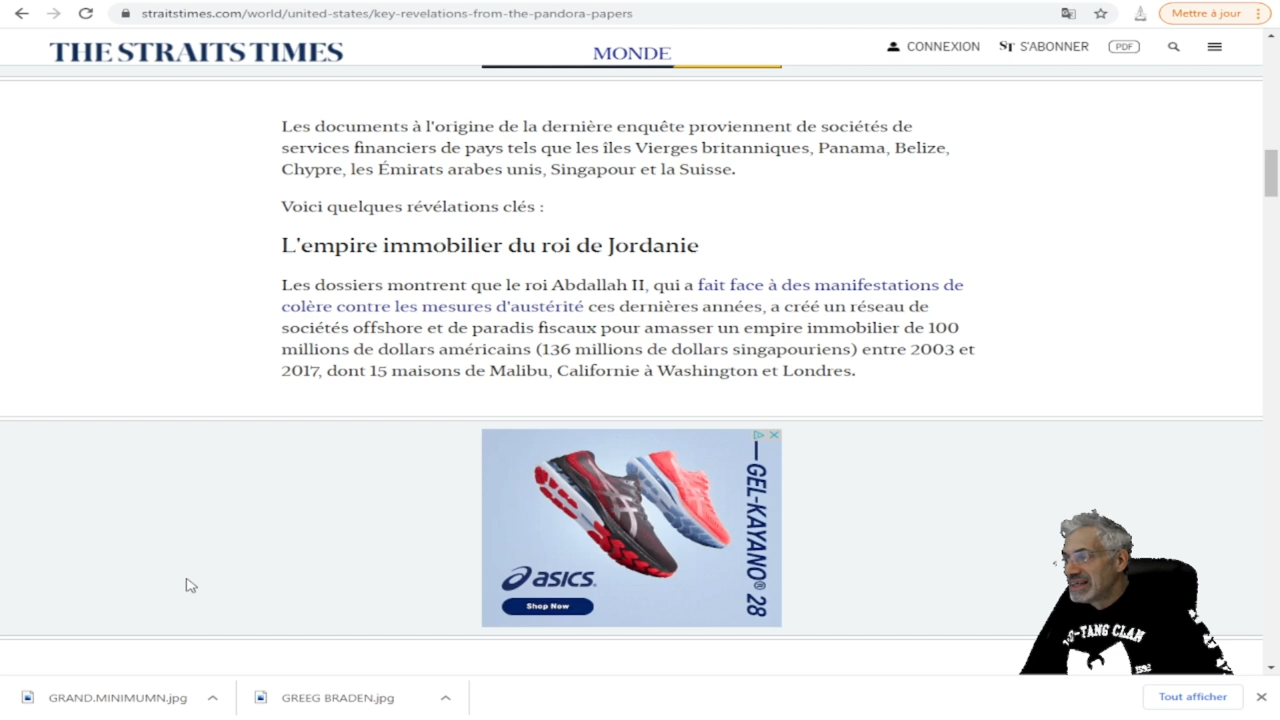 straitstimes.com/world/united-states/key-revelations-from-the-pandora-papers
Mettre à jour
THE STRAITS TIMES
MONDE
CONNEXION
ST S'ABONNER
PDF
Les documents à l'origine de la dernière enquête proviennent de sociétés de
services financiers de pays tels que les îles Vierges britanniques, Panama, Belize,
Chypre, les Émirats arabes unis, Singapour et la Suisse.
Voici quelques révélations clés :
L'empire immobilier du roi de Jordanie
Les dossiers montrent que le roi Abdallah II, qui a fait face à des manifestations de
colère contre les mesures d'austérité ces dernières années, a créé un réseau de
sociétés offshore et de paradis fiscaux pour amasser un empire immobilier de 100
millions de dollars américains (136 millions de dollars singapouriens) entre 2003 et
2017, dont 15 maisons de Malibu, Californie à Washington et Londres.
GEL-KAYANO® 28
asics
Shop Now
TANG CLAN
GRAND.MINIMUMN.jpg
GREEG BRADEN.jpg
Tout afficher